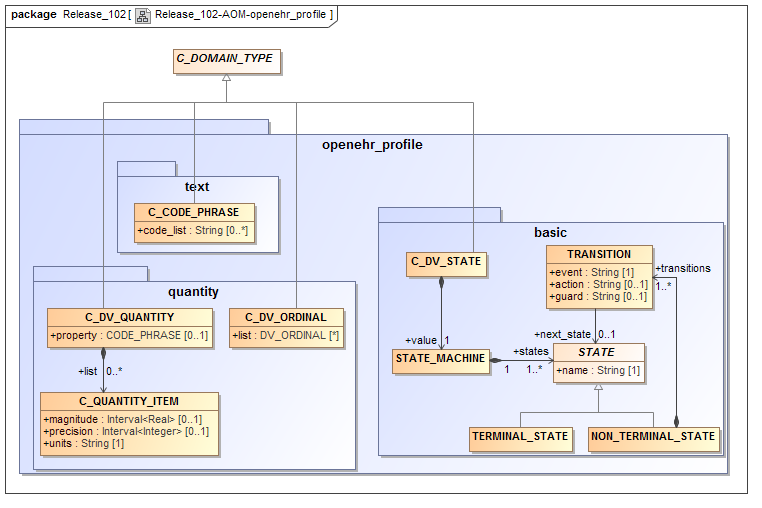 package Release_102 [ Release_102-AOM-openehr_profile ]
C_DOMAIN_TYPE
openehr_profile
text
C_CODE_PHRASE
+code_list : String [0..*]
basic
C_DV_STATE
TRANSITION
+event : String [1]
+action : String [0..1]
+guard : String [0..1]
+transitions
1..*
quantity
C_DV_QUANTITY
+property : CODE_PHRASE [0..1]
C_DV_ORDINAL
+list : DV_ORDINAL [*]
+value 1
+next_state 0..1
STATE_MACHINE
+states
1 1..*
STATE
+name : String [1]
+list 0..*
C_QUANTITY_ITEM
+magnitude : Interval<Real> [0..1]
+precision : Interval<Integer> [0..1]
+units : String [1]
TERMINAL_STATE
NON_TERMINAL_STATE